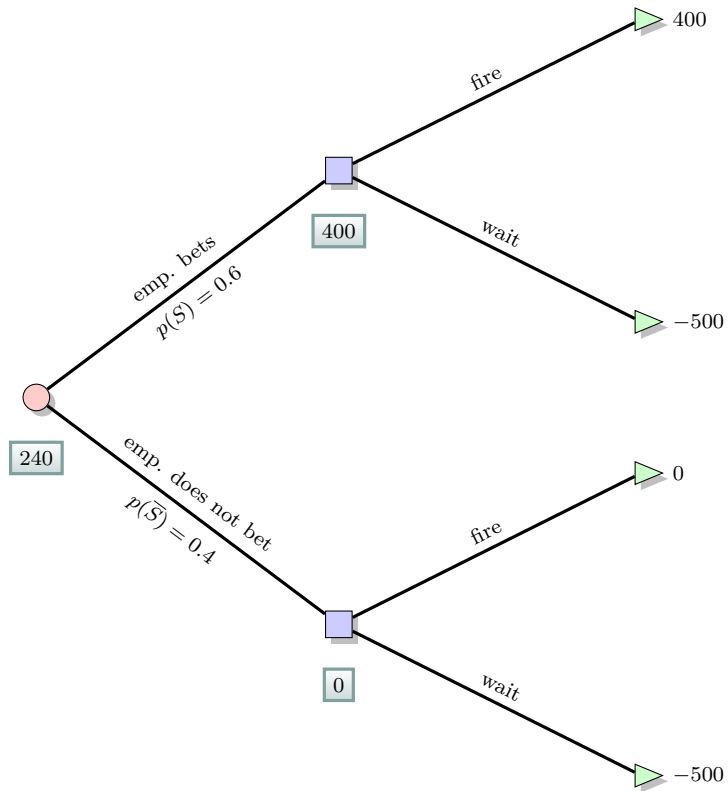 400
fire
wait
400
−500
emp. bets
p(S) = 0.6
240
emp. does not bet
p(S̅) = 0.4
0
fire
wait
0
−500